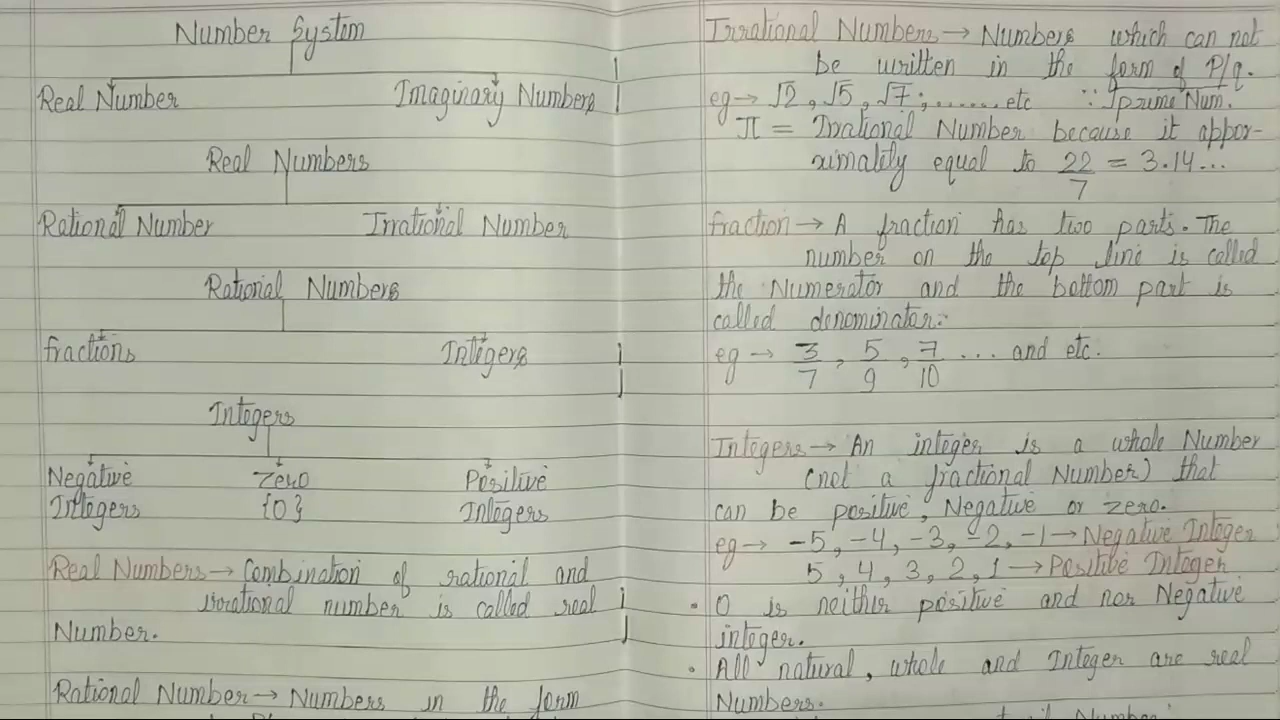 Number System
Real Number Imaginary Numbers
Real Numbers
Rational Number Irrational Number
Rational Numbers
fractions Integers
Integers
Negative Zero Positive
Integers {0} Integers
Real Numbers → Combination of rational and
irrational number is called real
Number.
Rational Number → Numbers in the form
Irrational Numbers → Numbers which can not
be written in the form of P/q.
eg → √2, √5, √7; ....... etc ∵ √prime Num.
π = Irrational Number because it appor-
ximately equal to 22/7 = 3.14...
fraction → A fraction has two parts. The
number on the top line is called
the Numerator and the bottom part is
called denominator.
eg → 3/7, 5/9, 7/10 ... and etc.
Integers → An integer is a whole Number
(not a fractional Number) that
can be positive, Negative or zero.
eg → -5, -4, -3, -2, -1 → Negative Integer
5, 4, 3, 2, 1 → Positive Integer
• 0 is neither positive and nor Negative
integer.
• All natural, whole and Integer are real
Numbers.